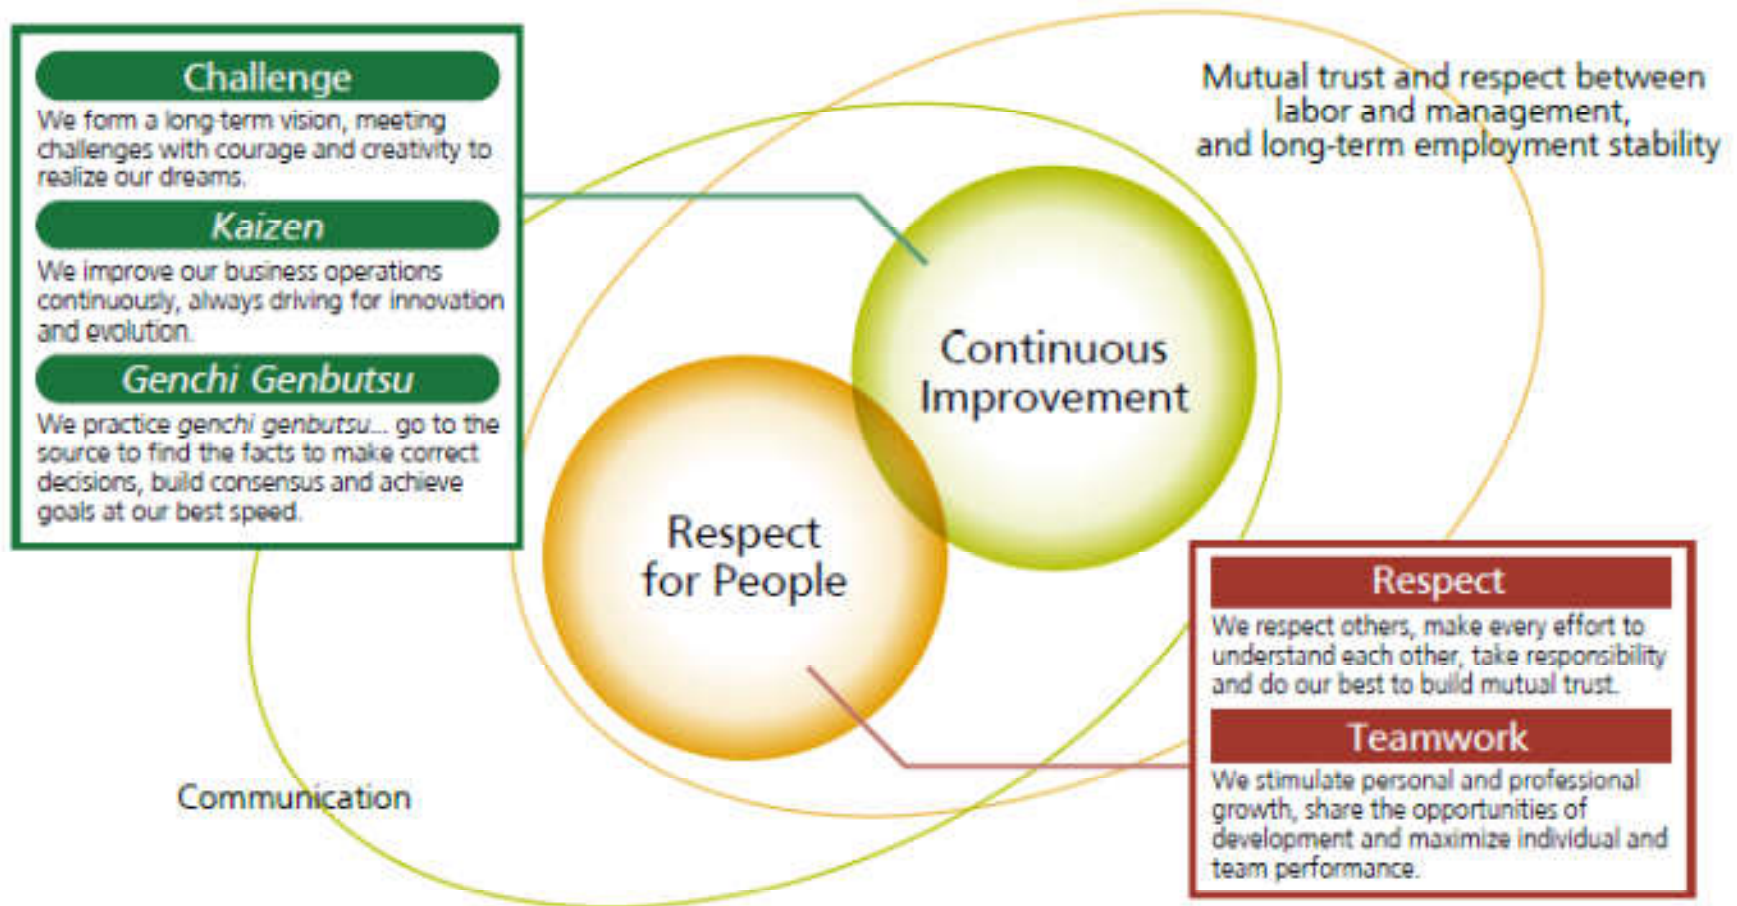 Challenge
We form a long-term vision, meeting
challenges with courage and creativity to
realize our dreams.
Kaizen
We improve our business operations
continuously, always driving for innovation
and evolution.
Genchi Genbutsu
We practice genchi genbutsu... go to the
source to find the facts to make correct
decisions, build consensus and achieve
goals at our best speed.
Mutual trust and respect between
labor and management,
and long-term employment stability
Continuous
Improvement
Respect
for People
Respect
We respect others, make every effort to
understand each other, take responsibility
and do our best to build mutual trust.
Teamwork
We stimulate personal and professional
growth, share the opportunities of
development and maximize individual and
team performance.
Communication